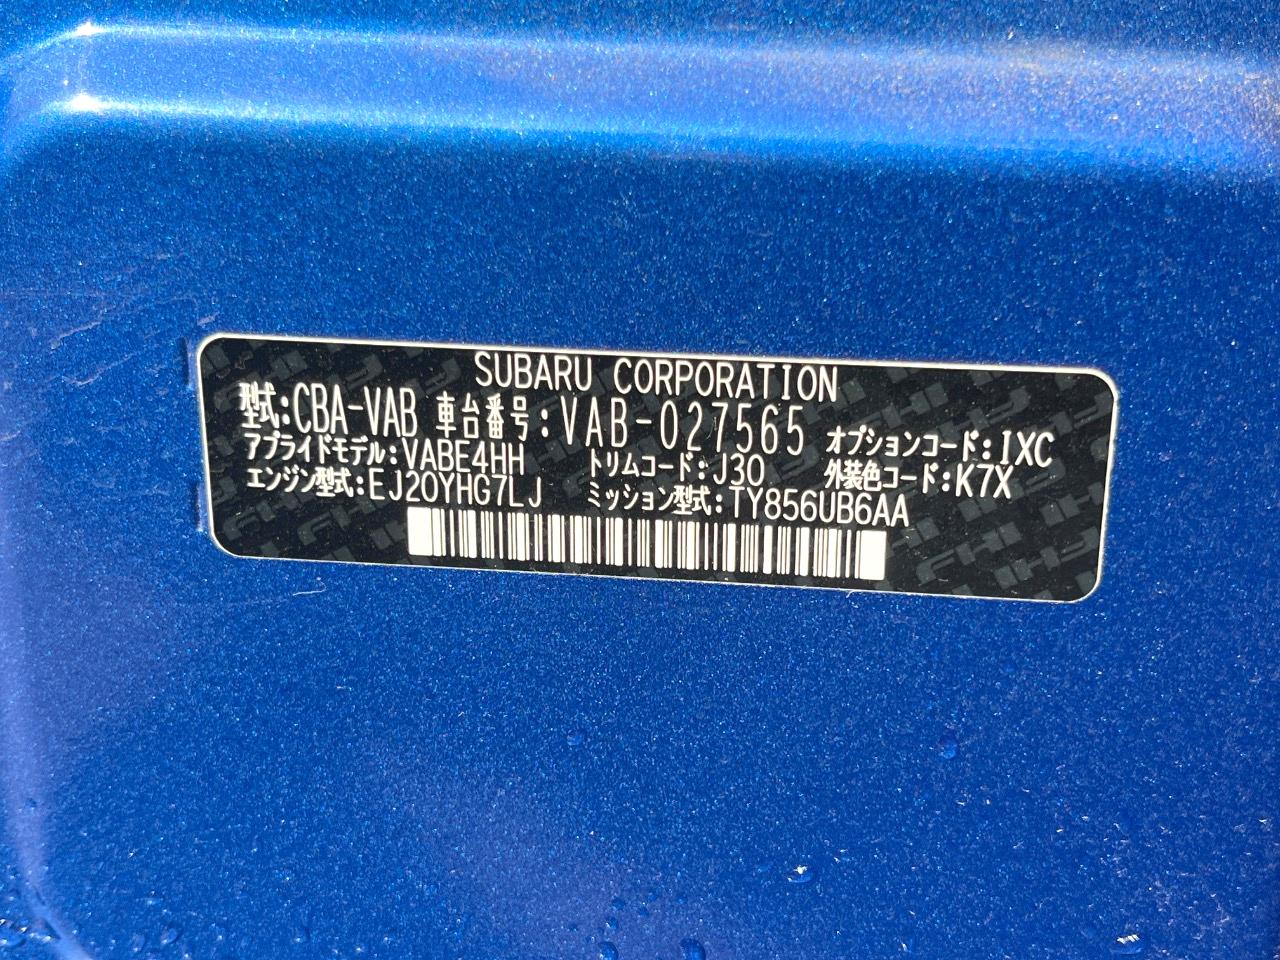 SUBARU CORPORATION
型式:CBA-VAB 車台番号:VAB-027565 オプションコード:IXC
アプライドモデル:VABE4HH トリムコード:J30 外装色コード:K7X
エンジン型式:EJ20YHG7LJ ミッション型式:TY856UB6AA